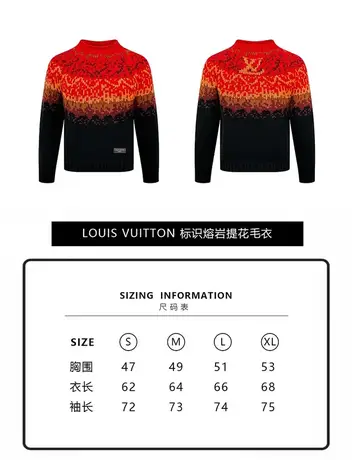 LV
LOUIS VUITTON 标识熔岩提花毛衣
SIZING INFORMATION
尺码表
SIZE S M L XL
胸围 47 49 51 53
衣长 62 64 66 68
袖长 72 73 74 75